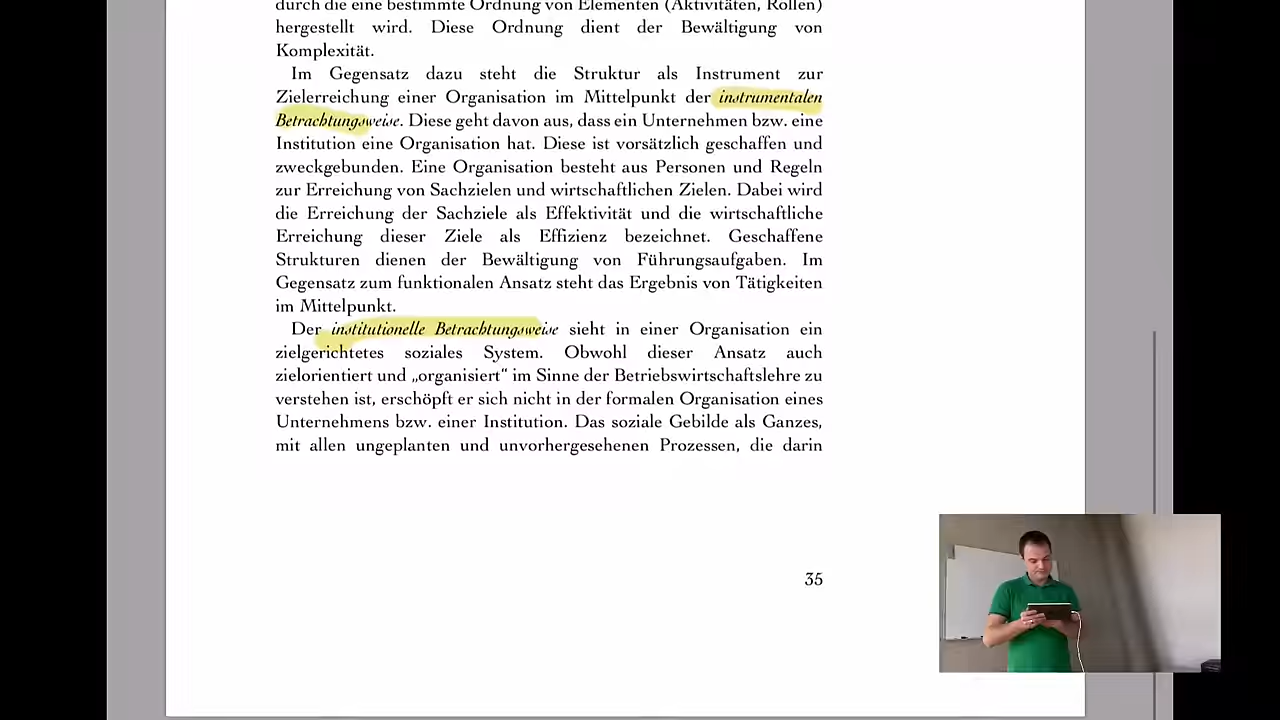 durch die eine bestimmte Ordnung von Elementen (Aktivitäten, Rollen)
hergestellt wird. Diese Ordnung dient der Bewältigung von
Komplexität.
Im Gegensatz dazu steht die Struktur als Instrument zur
Zielerreichung einer Organisation im Mittelpunkt der instrumentalen
Betrachtungsweise. Diese geht davon aus, dass ein Unternehmen bzw. eine
Institution eine Organisation hat. Diese ist vorsätzlich geschaffen und
zweckgebunden. Eine Organisation besteht aus Personen und Regeln
zur Erreichung von Sachzielen und wirtschaftlichen Zielen. Dabei wird
die Erreichung der Sachziele als Effektivität und die wirtschaftliche
Erreichung dieser Ziele als Effizienz bezeichnet. Geschaffene
Strukturen dienen der Bewältigung von Führungsaufgaben. Im
Gegensatz zum funktionalen Ansatz steht das Ergebnis von Tätigkeiten
im Mittelpunkt.
Der institutionelle Betrachtungsweise sieht in einer Organisation ein
zielgerichtetes soziales System. Obwohl dieser Ansatz auch
zielorientiert und „organisiert“ im Sinne der Betriebswirtschaftslehre zu
verstehen ist, erschöpft er sich nicht in der formalen Organisation eines
Unternehmens bzw. einer Institution. Das soziale Gebilde als Ganzes,
mit allen ungeplanten und unvorhergesehenen Prozessen, die darin
35